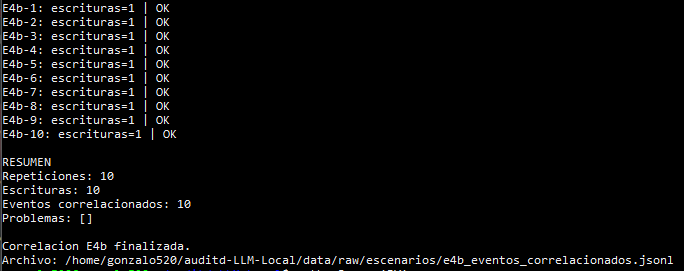 E4b-1: escrituras=1 | OK
E4b-2: escrituras=1 | OK
E4b-3: escrituras=1 | OK
E4b-4: escrituras=1 | OK
E4b-5: escrituras=1 | OK
E4b-6: escrituras=1 | OK
E4b-7: escrituras=1 | OK
E4b-8: escrituras=1 | OK
E4b-9: escrituras=1 | OK
E4b-10: escrituras=1 | OK
RESUMEN
Repeticiones: 10
Escrituras: 10
Eventos correlacionados: 10
Problemas: []
Correlacion E4b finalizada.
Archivo: /home/gonzalo520/auditd-LLM-Local/data/raw/escenarios/e4b_eventos_correlacionados.jsonl